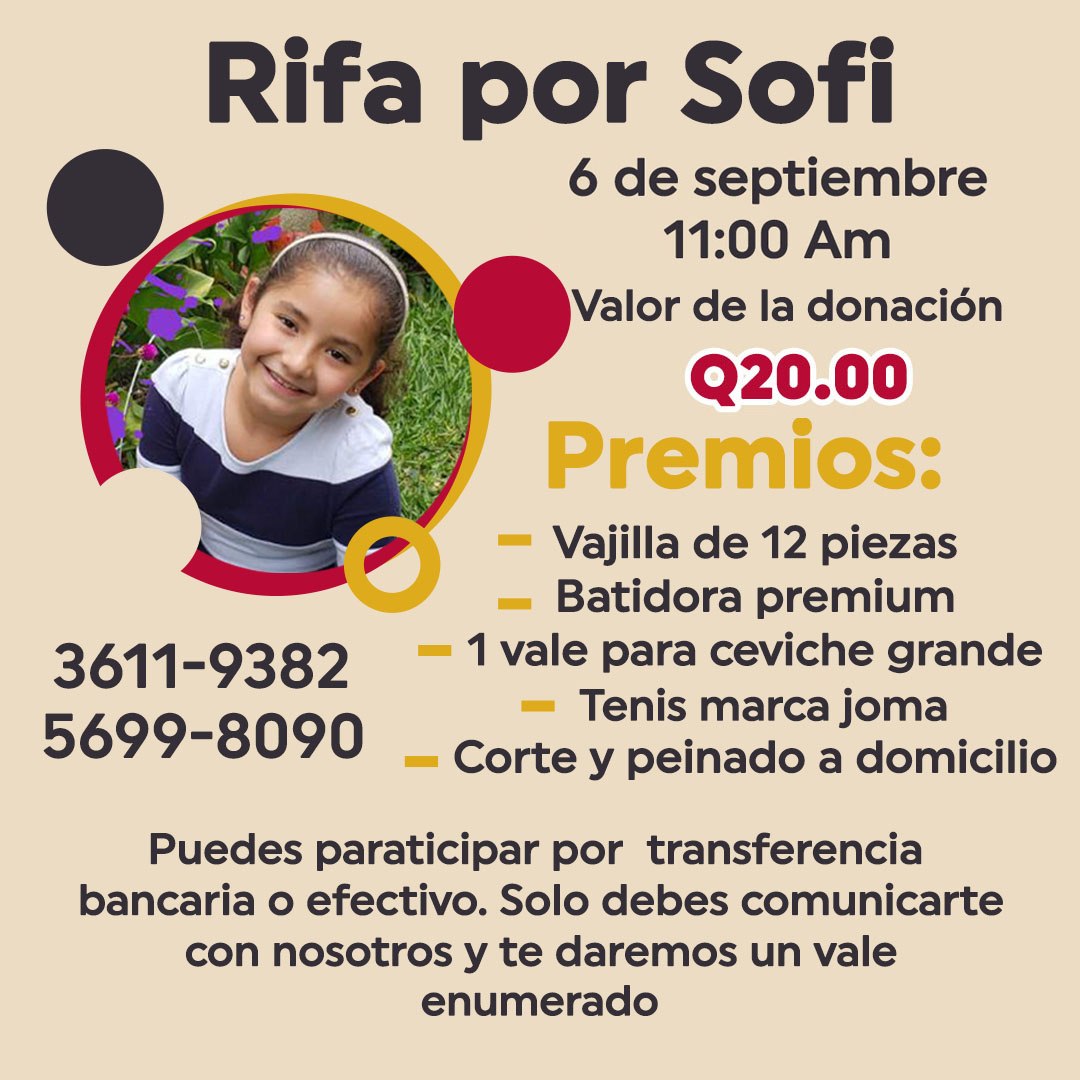 Rifa por Sofi
6 de septiembre
11:00 Am
Valor de la donación
Q20.00
Premios:
- Vajilla de 12 piezas
- Batidora premium
- 1 vale para ceviche grande
- Tenis marca joma
- Corte y peinado a domicilio
3611-9382
5699-8090
Puedes paraticipar por transferencia
bancaria o efectivo. Solo debes comunicarte
con nosotros y te daremos un vale
enumerado